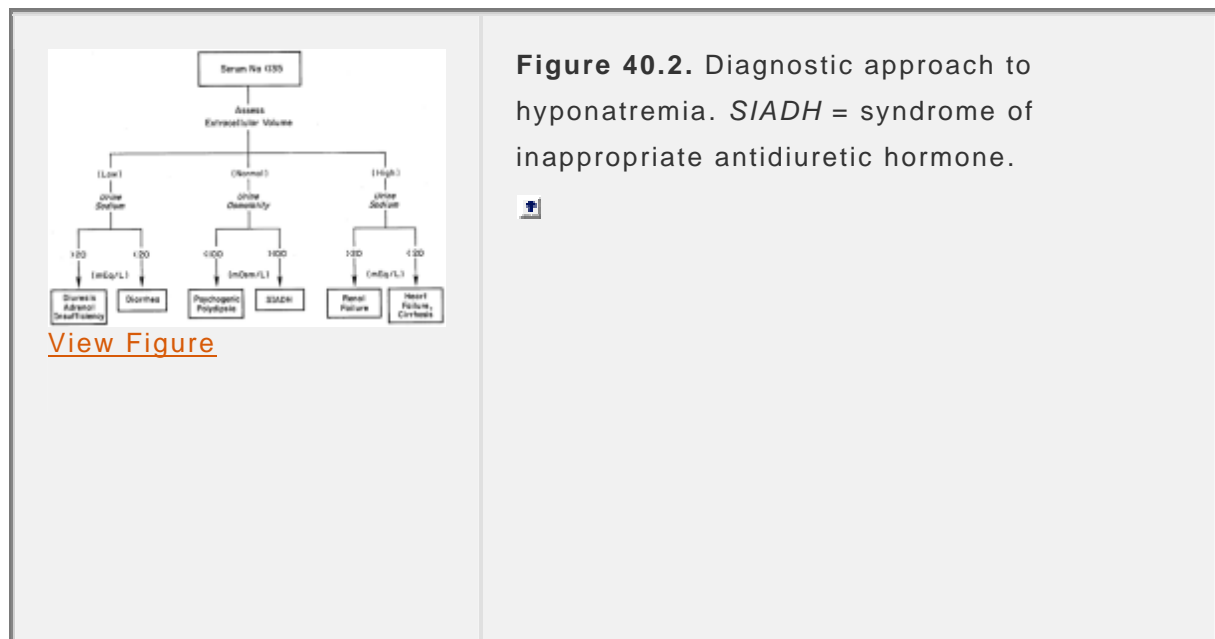 Serum Na <135
Assess
Extracellular Volume
(Low) (Normal) (High)
Urine Urine Urine
Sodium Osmolality Sodium
>20 <20 <100 >100 >20 <20
(mEq/L) (mOsm/L) (mEq/L)
Diuresis Diarrhea Psychogenic SIADH Renal Heart
Adrenal Polydipsia Failure Failure,
Insufficiency Cirrhosis
View Figure
Figure 40.2. Diagnostic approach to
hyponatremia. SIADH = syndrome of
inappropriate antidiuretic hormone.